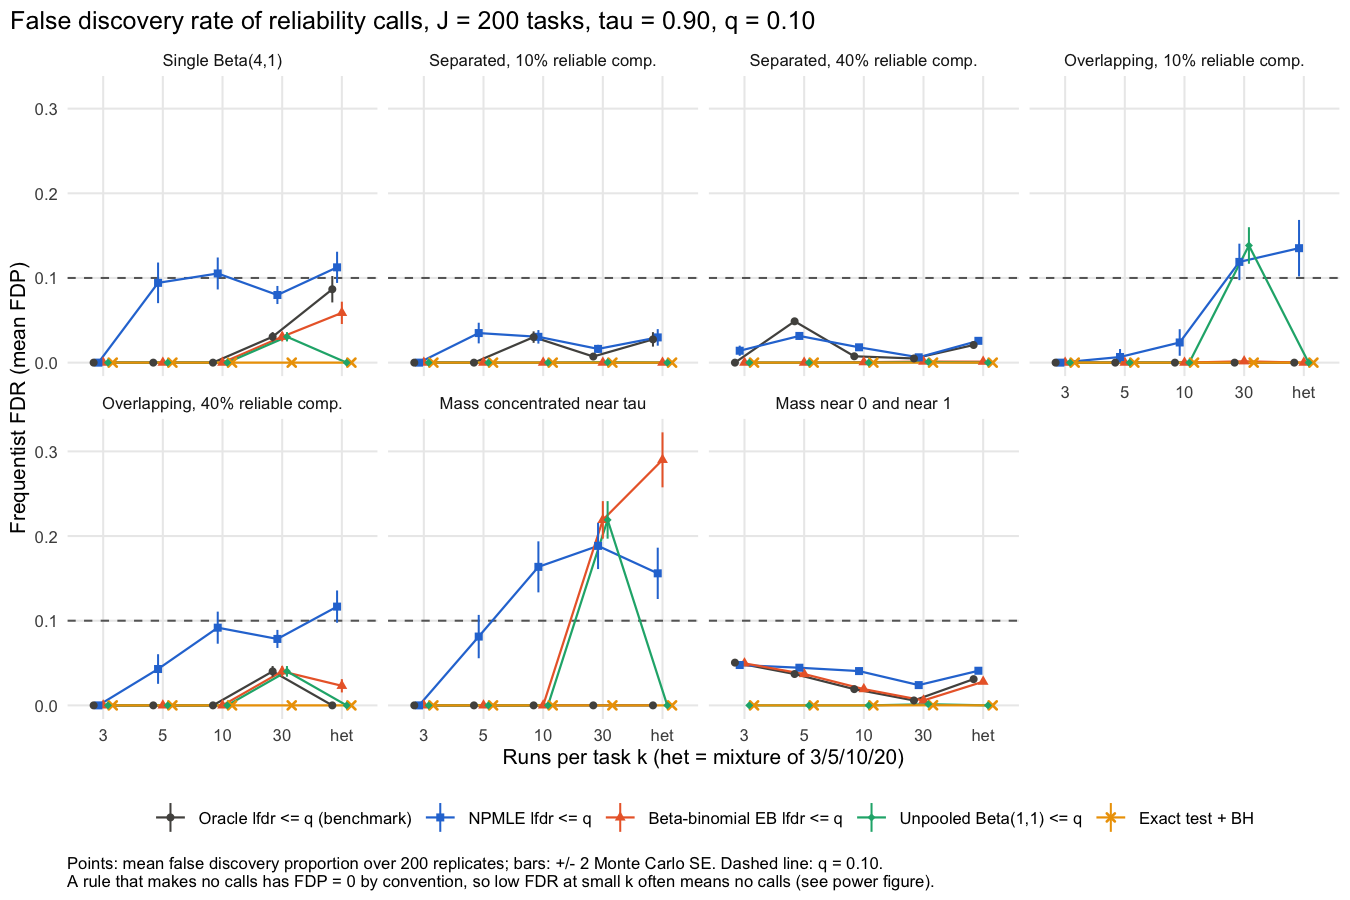 False discovery rate of reliability calls, J = 200 tasks, tau = 0.90, q = 0.10
Single Beta(4,1)
Separated, 10% reliable comp.
Separated, 40% reliable comp.
Overlapping, 10% reliable comp.
0.3
0.2
0.1
0.0
3 5 10 30 het
Overlapping, 40% reliable comp.
Mass concentrated near tau
Mass near 0 and near 1
0.3
0.2
0.1
0.0
3 5 10 30 het
3 5 10 30 het
3 5 10 30 het
Frequentist FDR (mean FDP)
Runs per task k (het = mixture of 3/5/10/20)
Oracle lfdr <= q (benchmark)
NPMLE lfdr <= q
Beta-binomial EB lfdr <= q
Unpooled Beta(1,1) <= q
Exact test + BH
Points: mean false discovery proportion over 200 replicates; bars: +/- 2 Monte Carlo SE. Dashed line: q = 0.10.
A rule that makes no calls has FDP = 0 by convention, so low FDR at small k often means no calls (see power figure).